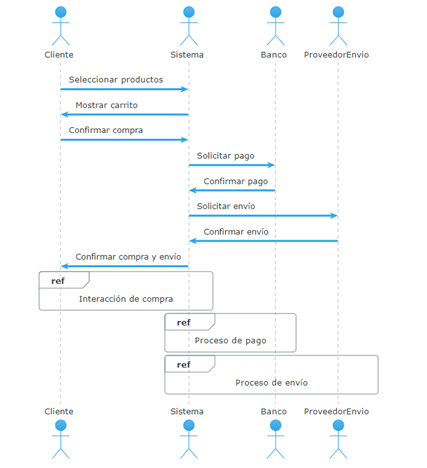 Cliente Sistema Banco ProveedorEnvio
Seleccionar productos
Mostrar carrito
Confirmar compra
Solicitar pago
Confirmar pago
Solicitar envío
Confirmar envío
Confirmar compra y envío
ref
Interacción de compra
ref
Proceso de pago
ref
Proceso de envío
Cliente Sistema Banco ProveedorEnvio